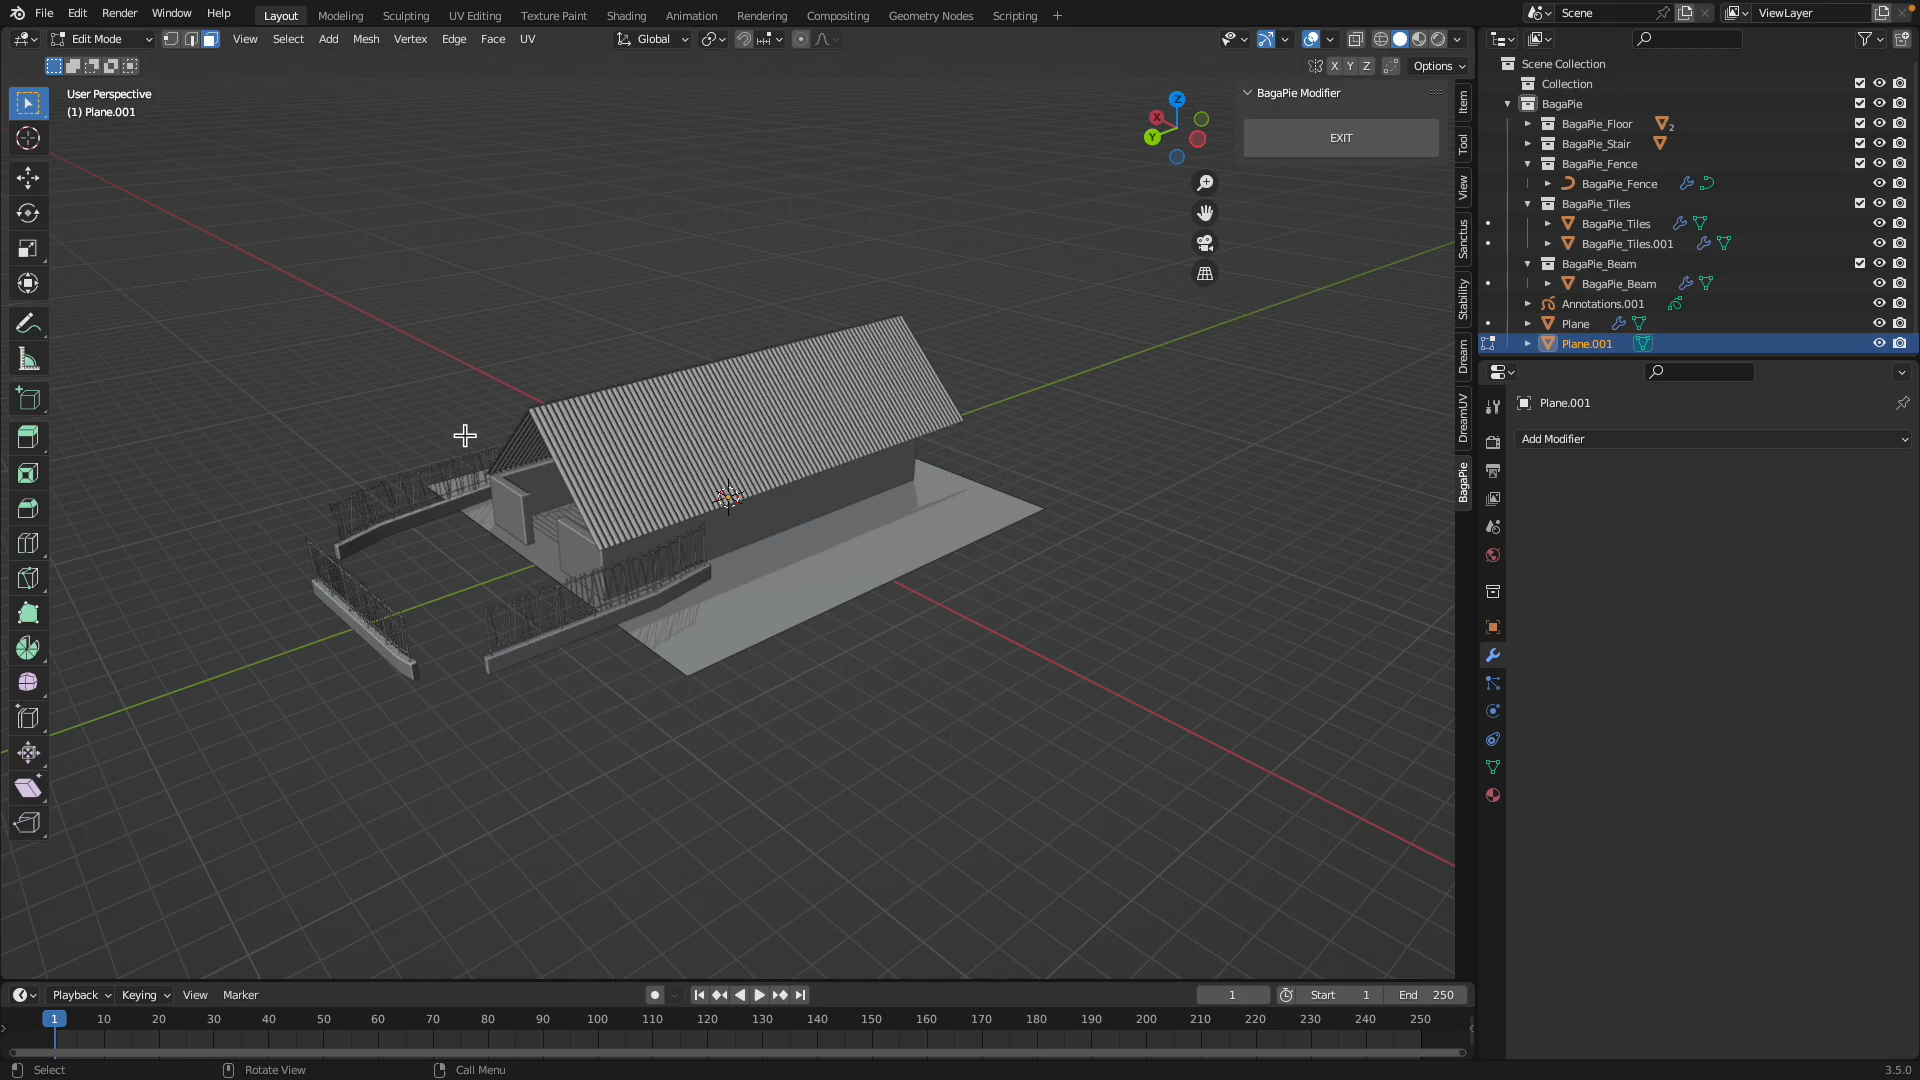 File Edit Render Window Help Layout Modeling Sculpting UV Editing Texture Paint Shading Animation Rendering Compositing Geometry Nodes Scripting + Scene ViewLayer
Edit Mode View Select Add Mesh Vertex Edge Face UV Global
X Y Z Options
User Perspective
(1) Plane.001
BagaPie Modifier
EXIT
Z
X
Y
Item
Tool
View
Sanctus
Stability
Dream
DreamUV
BagaPie
Scene Collection
Collection
BagaPie
BagaPie_Floor 2
BagaPie_Stair
BagaPie_Fence
BagaPie_Fence
BagaPie_Tiles
BagaPie_Tiles
BagaPie_Tiles.001
BagaPie_Beam
BagaPie_Beam
Annotations.001
Plane
Plane.001
Plane.001
Add Modifier
Playback Keying View Marker 1 Start 1 End 250
1 10 20 30 40 50 60 70 80 90 100 110 120 130 140 150 160 170 180 190 200 210 220 230 240 250
Select Rotate View Call Menu 3.5.0